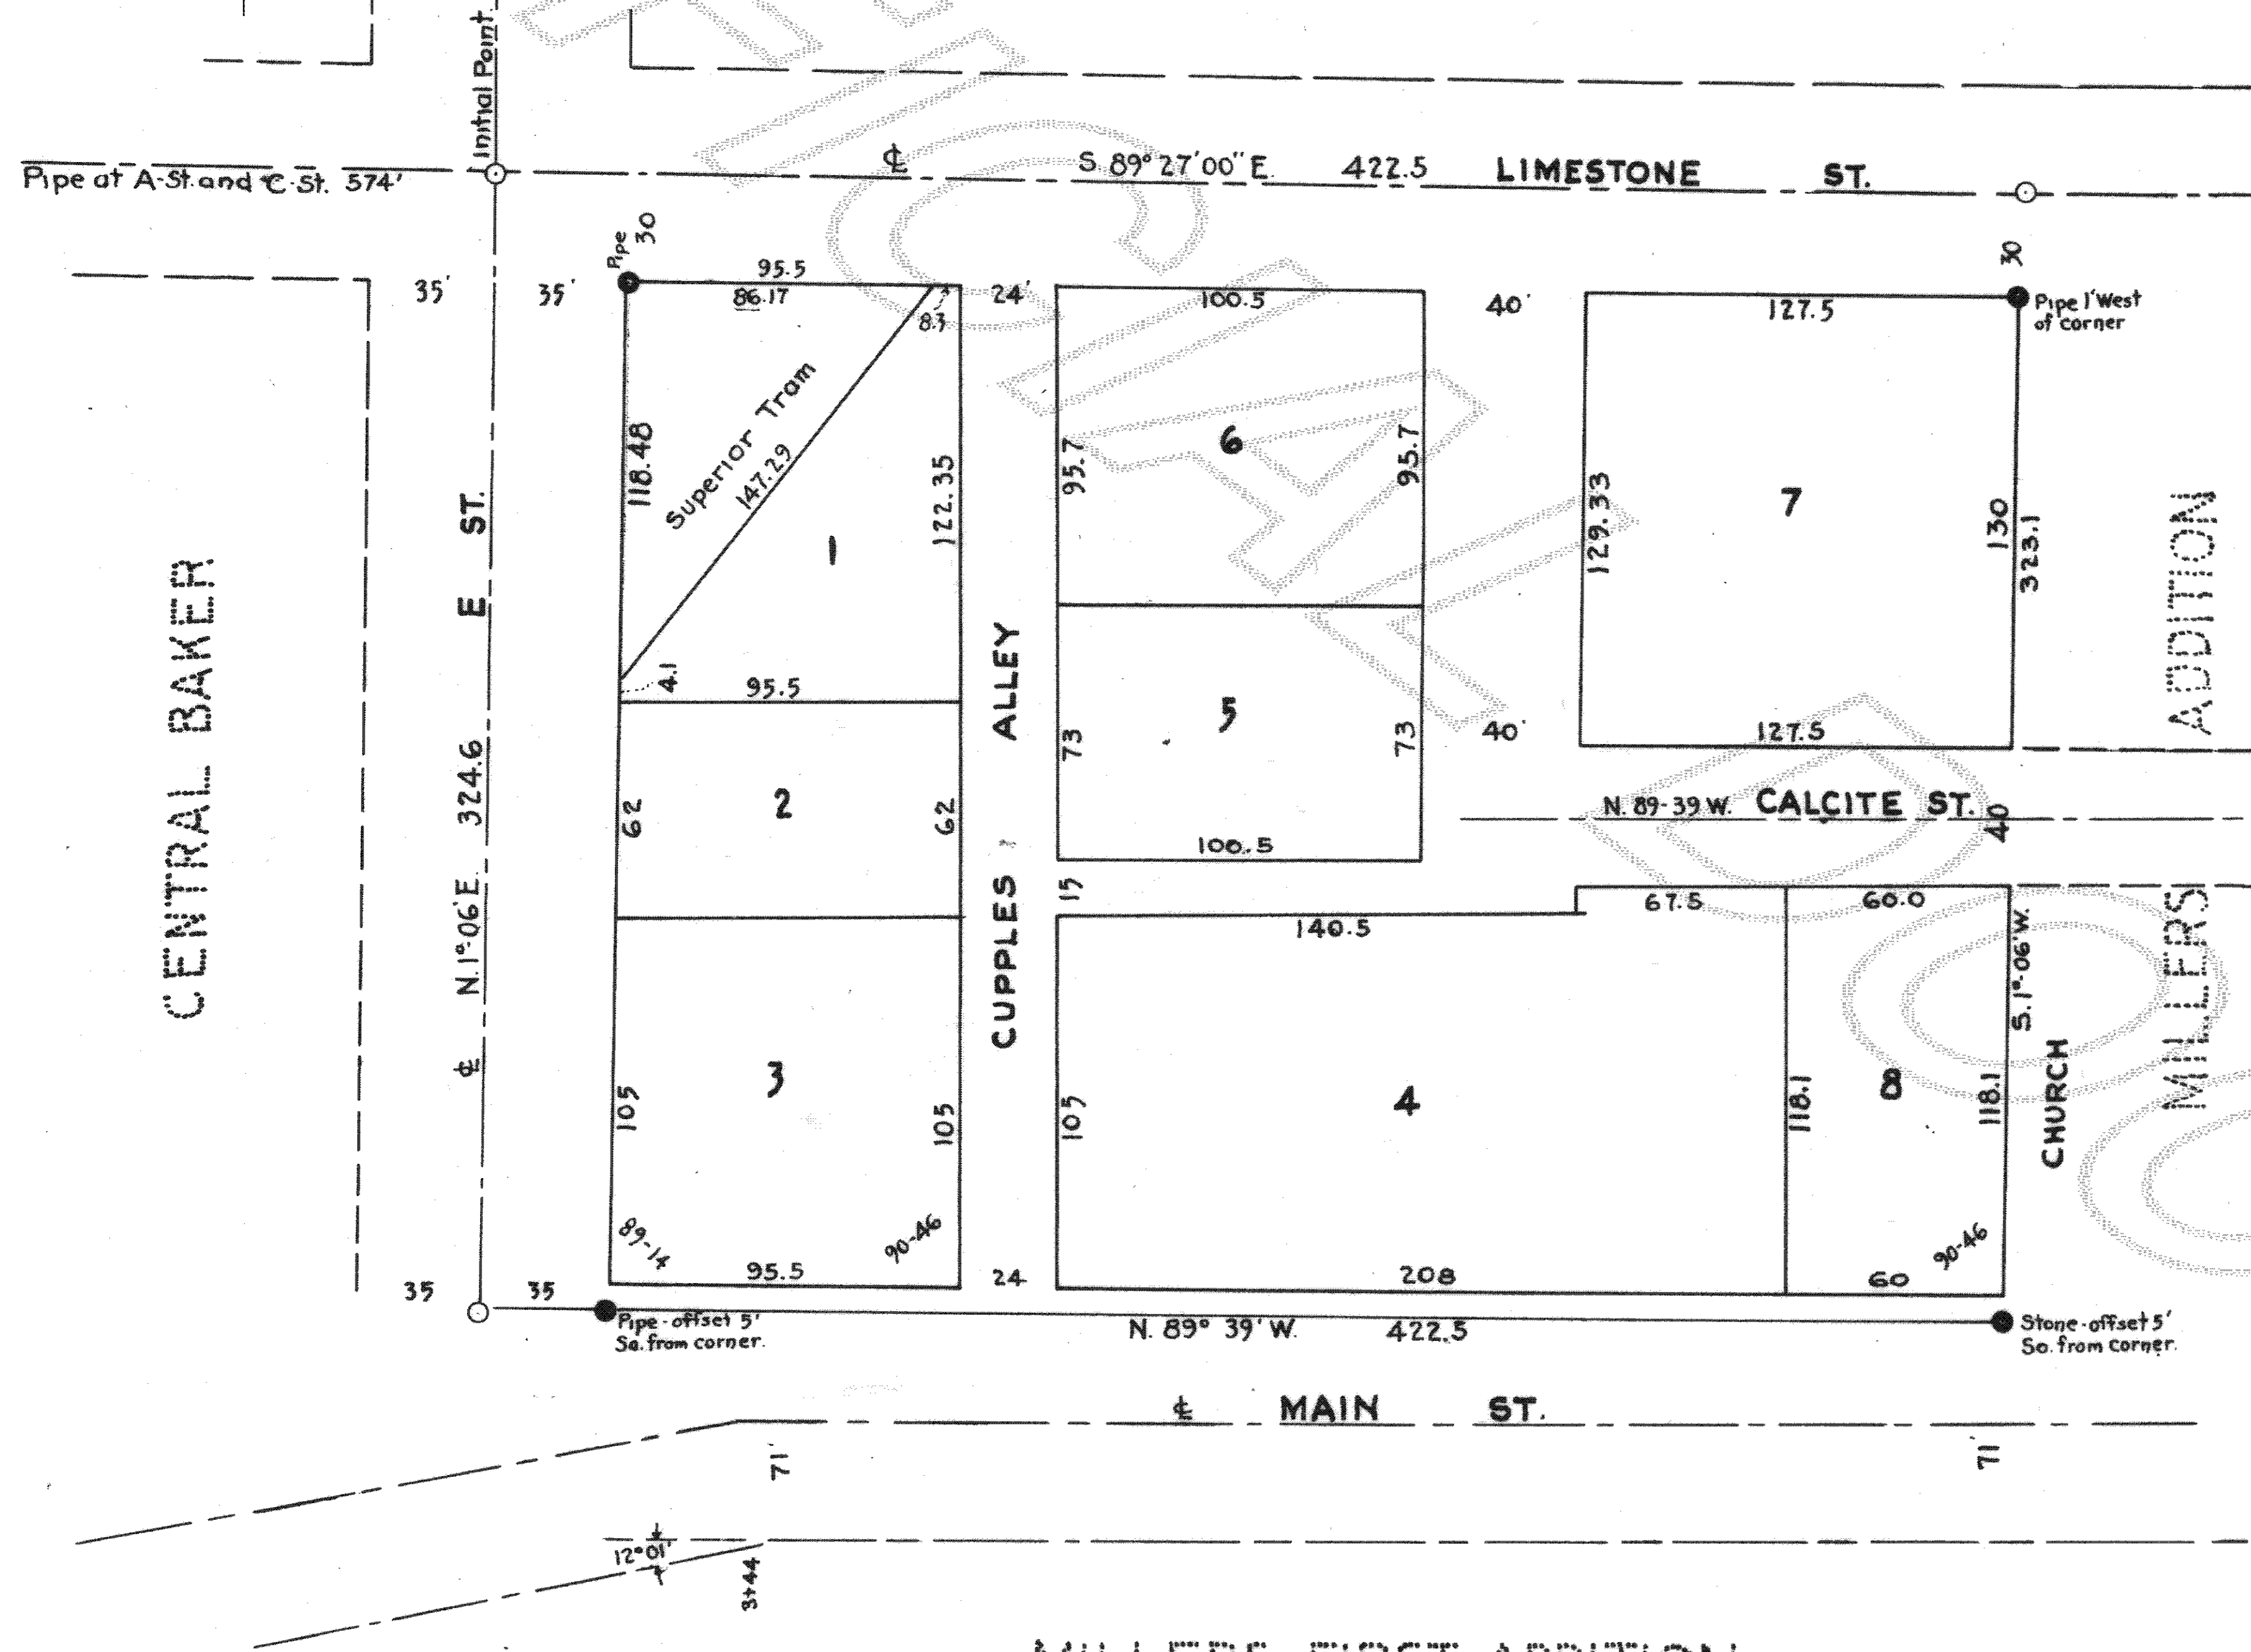 Initial Point.
Pipe at A-St. and C-St. 574'
℄ S. 89° 27' 00" E. 422.5 LIMESTONE ST.
Pipe
30
30
35' 35'
95.5
86.17
8.3
24'
100.5
40'
127.5
Pipe 1' West
of corner
118.48
Superior Tram
147.29
1
122.35
95.7
6
95.7
129.33
7
130
323.1
4.1
95.5
CENTRAL BAKER
℄ N. 1°-06' E. 324.6 E ST.
62
2
62
CUPPLES ALLEY
73
5
73
100.5
40'
127.5
N. 89-39 W. CALCITE ST.
40
MILLERS ADDITION
15
140.5
67.5
60.0
S. 1°-06' W.
105
3
105
105
4
118.1
8
118.1
CHURCH
89-14
90-46
95.5
24
208
60
90-46
35 35
Pipe-offset 5'
So. from corner.
N. 89° 39' W. 422.5
Stone-offset 5'
So. from corner.
℄ MAIN ST.
71
71
12°01'
3+44
MILLERS FIRST ADDITION
UNOFFICIAL